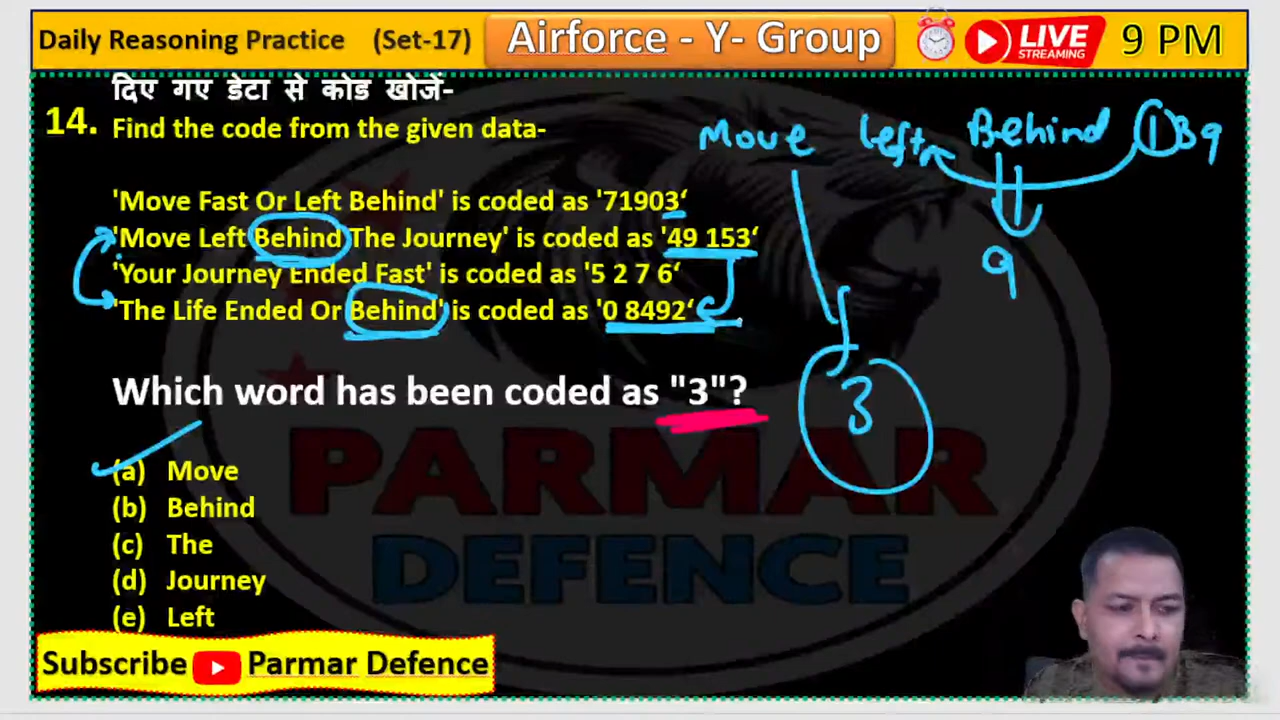 Daily Reasoning Practice (Set-17) Airforce - Y- Group LIVE STREAMING 9 PM
दिए गए डेटा से कोड खोजें-
14. Find the code from the given data-
Move Left Behind 139
'Move Fast Or Left Behind' is coded as '71903‘
'Move Left Behind The Journey' is coded as '49 153‘
'Your Journey Ended Fast' is coded as '5 2 7 6‘
9
'The Life Ended Or Behind' is coded as '0 8492‘
Which word has been coded as "3"?
3
(a) Move
(b) Behind
(c) The
(d) Journey
(e) Left
PARMAR
DEFENCE
Subscribe Parmar Defence